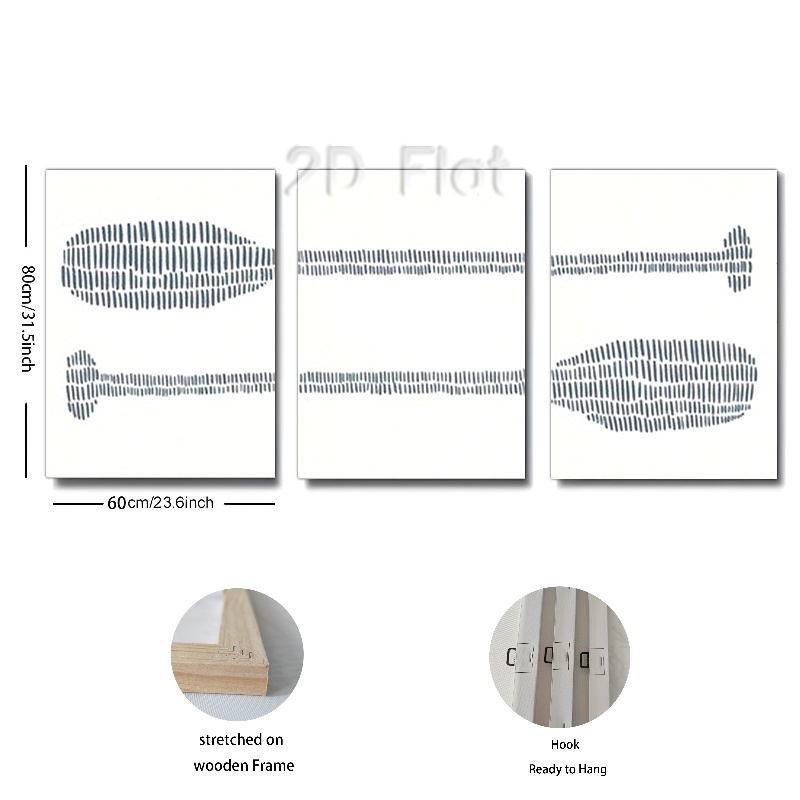 2D Flat
80cm/31.5inch
60cm/23.6inch
stretched on
wooden Frame
Hook
Ready to Hang